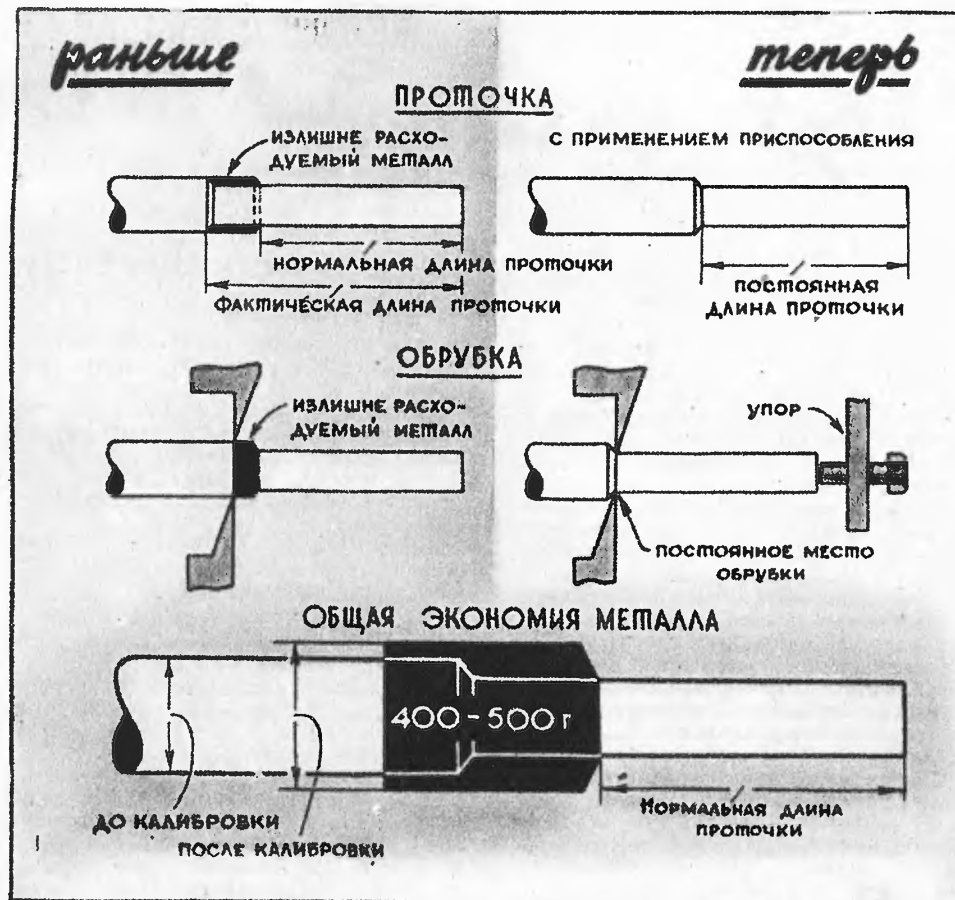 раньше
теперь
ПРОТОЧКА
ИЗЛИШНЕ РАСХО-
ДУЕМЫЙ МЕТАЛЛ
С ПРИМЕНЕНИЕМ ПРИСПОСОБЛЕНИЯ
НОРМАЛЬНАЯ ДЛИНА ПРОТОЧКИ
ФАКТИЧЕСКАЯ ДЛИНА ПРОТОЧКИ
ПОСТОЯННАЯ
ДЛИНА ПРОТОЧКИ
ОБРУБКА
ИЗЛИШНЕ РАСХО-
ДУЕМЫЙ МЕТАЛЛ
УПОР
ПОСТОЯННОЕ МЕСТО
ОБРУБКИ
ОБЩАЯ ЭКОНОМИЯ МЕТАЛЛА
400-500 г
ДО КАЛИБРОВКИ
ПОСЛЕ КАЛИБРОВКИ
НОРМАЛЬНАЯ ДЛИНА
ПРОТОЧКИ